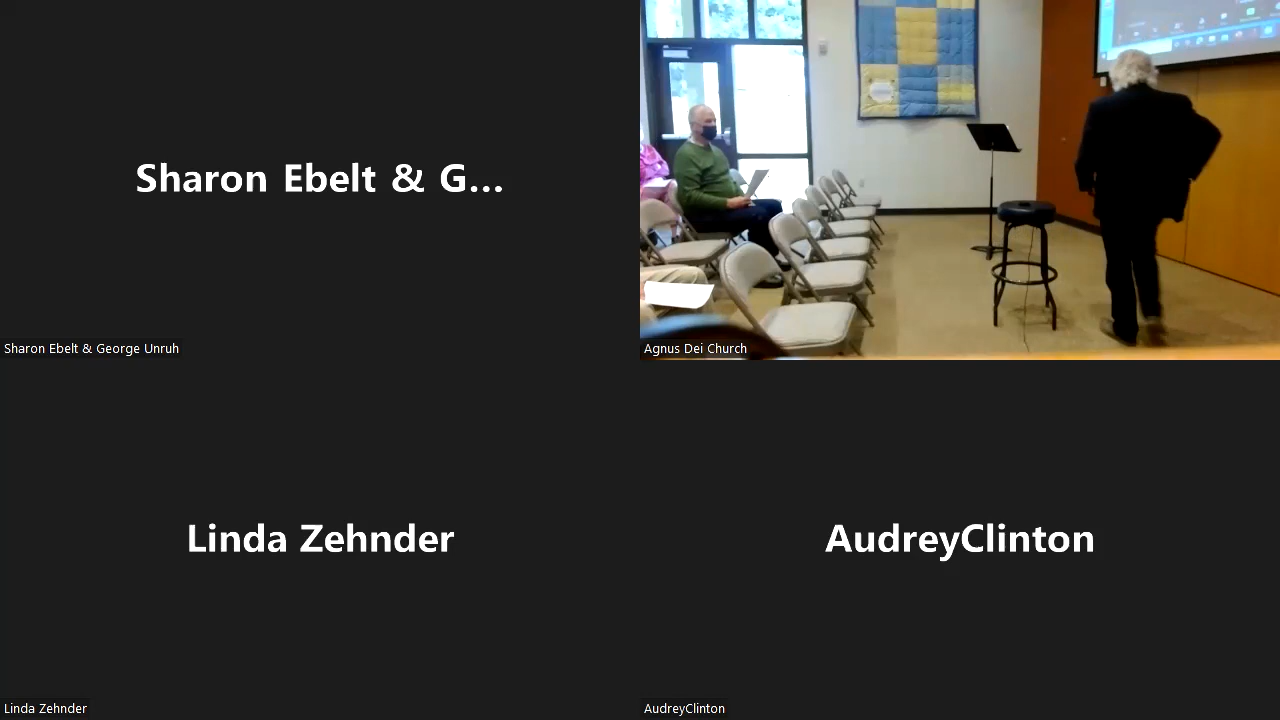 Sharon Ebelt & G...
Sharon Ebelt & George Unruh
Agnus Dei Church
Linda Zehnder
Linda Zehnder
AudreyClinton
AudreyClinton